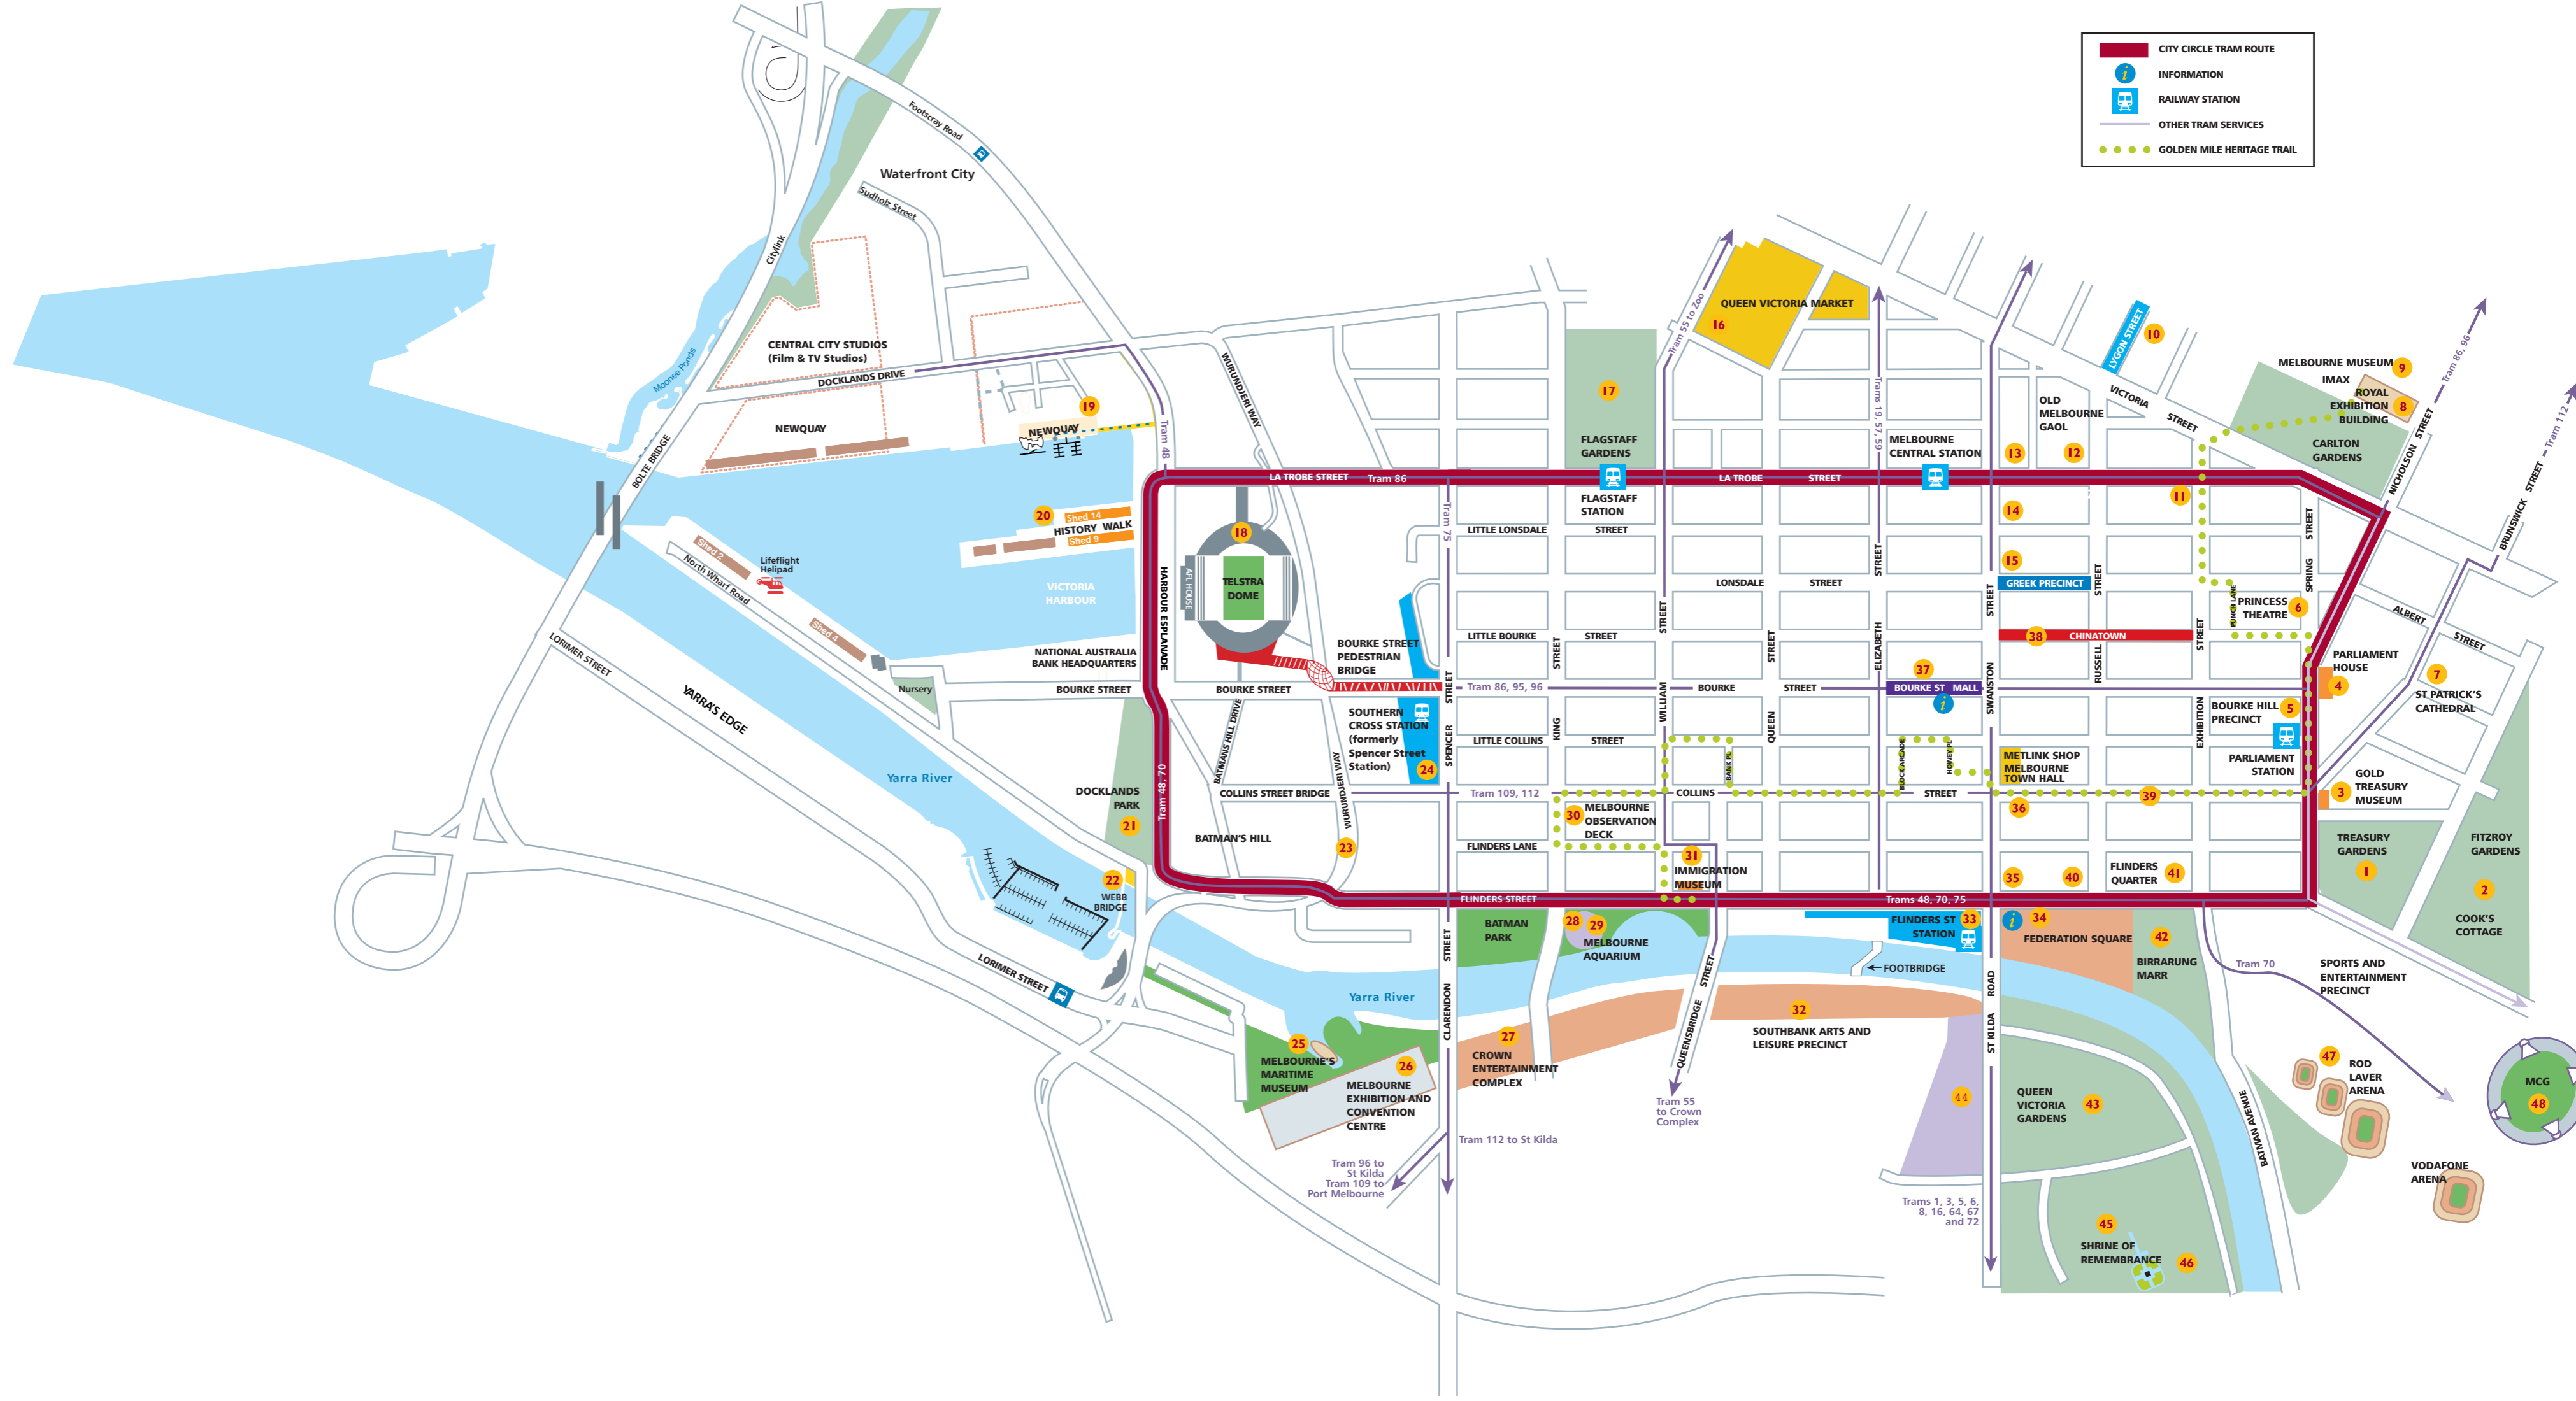 CITY CIRCLE TRAM ROUTE
INFORMATION
RAILWAY STATION
OTHER TRAM SERVICES
GOLDEN MILE HERITAGE TRAIL
Footscray Road
Waterfront City
Sudholz Street
Citylink
Moonee Ponds
CENTRAL CITY STUDIOS
(Film & TV Studios)
DOCKLANDS DRIVE
NEWQUAY
19
NEWQUAY
BOLTE BRIDGE
Tram 48
WURUNDJERI WAY
20
Shed 14
HISTORY WALK
Shed 9
Shed 2
North Wharf Road
Lifeflight
Helipad
Shed 4
VICTORIA
HARBOUR
HARBOUR ESPLANADE
AFL HOUSE
18
TELSTRA
DOME
LORIMER STREET
YARRA'S EDGE
Nursery
NATIONAL AUSTRALIA
BANK HEADQUARTERS
BOURKE STREET
BOURKE STREET
BOURKE STREET
PEDESTRIAN
BRIDGE
Yarra River
DOCKLANDS
PARK
21
Tram 48, 70
BATMANS HILL DRIVE
WURUNDJERI WAY
COLLINS STREET BRIDGE
BATMAN'S HILL
23
SOUTHERN
CROSS STATION
(formerly
Spencer Street
Station)
24
22
WEBB
BRIDGE
LORIMER STREET
LA TROBE STREET
Tram 86
LA TROBE
STREET
Tram 75
QUEEN VICTORIA MARKET
16
Tram 55 to Zoo
17
FLAGSTAFF
GARDENS
FLAGSTAFF
STATION
Trams 19, 57, 59
MELBOURNE
CENTRAL STATION
OLD
MELBOURNE
GAOL
13
12
LYGON STREET
10
VICTORIA
STREET
MELBOURNE MUSEUM
9
IMAX
ROYAL
EXHIBITION
BUILDING
8
CARLTON
GARDENS
NICHOLSON STREET
Tram 86, 96
BRUNSWICK STREET
Tram 112
11
14
15
LITTLE LONSDALE
STREET
LONSDALE
STREET
GREEK PRECINCT
LITTLE BOURKE
STREET
38
CHINATOWN
PUNCH LANE
PRINCESS
THEATRE
6
SPRING STREET
ALBERT
STREET
PARLIAMENT
HOUSE
4
7
ST PATRICK'S
CATHEDRAL
SPENCER STREET
KING STREET
WILLIAM STREET
QUEEN STREET
ELIZABETH STREET
SWANSTON STREET
RUSSELL STREET
EXHIBITION STREET
Tram 86, 95, 96
BOURKE
STREET
37
BOURKE ST MALL
BOURKE HILL
PRECINCT
5
LITTLE COLLINS
STREET
BANK PL
BLOCK ARCADE
HOWEY PL
METLINK SHOP
MELBOURNE
TOWN HALL
PARLIAMENT
STATION
Tram 109, 112
COLLINS
STREET
36
39
3
GOLD
TREASURY
MUSEUM
30
MELBOURNE
OBSERVATION
DECK
FLINDERS LANE
31
IMMIGRATION
MUSEUM
35
40
FLINDERS
QUARTER
41
TREASURY
GARDENS
1
FITZROY
GARDENS
2
COOK'S
COTTAGE
FLINDERS STREET
Trams 48, 70, 75
BATMAN
PARK
28
29
MELBOURNE
AQUARIUM
FLINDERS ST
STATION
33
34
FEDERATION SQUARE
42
BIRRARUNG
MARR
Tram 70
SPORTS AND
ENTERTAINMENT
PRECINCT
FOOTBRIDGE
Yarra River
CLARENDON STREET
QUEENSBRIDGE STREET
ST KILDA ROAD
25
MELBOURNE'S
MARITIME
MUSEUM
26
MELBOURNE
EXHIBITION AND
CONVENTION
CENTRE
27
CROWN
ENTERTAINMENT
COMPLEX
32
SOUTHBANK ARTS AND
LEISURE PRECINCT
Tram 55
to Crown
Complex
Tram 112 to St Kilda
Tram 96 to
St Kilda
Tram 109 to
Port Melbourne
44
QUEEN
VICTORIA
GARDENS
43
Trams 1, 3, 5, 6,
8, 16, 64, 67
and 72
45
SHRINE OF
REMEMBRANCE
46
BATMAN AVENUE
47
ROD
LAVER
ARENA
VODAFONE
ARENA
MCG
48